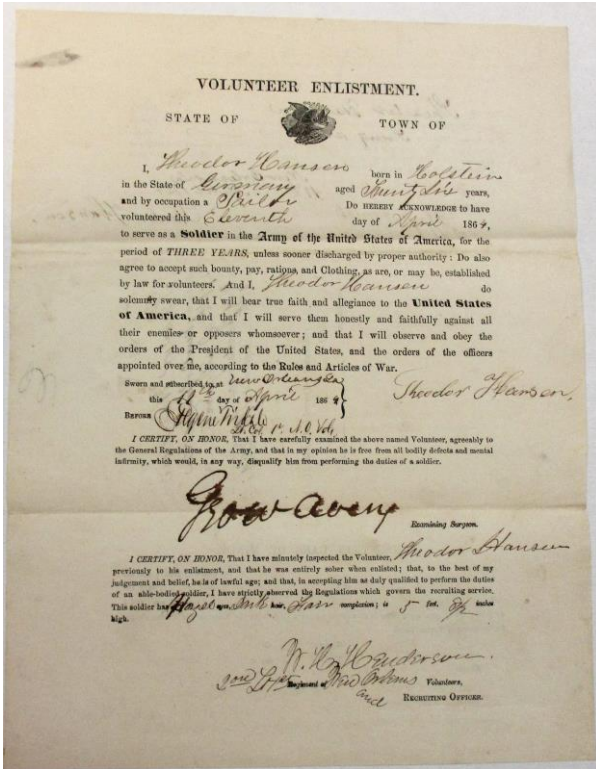 VOLUNTEER ENLISTMENT.
STATE OF TOWN OF
I, Theodor Hansen born in Holstein
in the State of Germany aged Twenty Six years,
and by occupation a Sailor Do HEREBY ACKNOWLEDGE to have
volunteered this Eleventh day of April 1864,
to serve as a Soldier in the Army of the United States of America, for the
period of THREE YEARS, unless sooner discharged by proper authority: Do also
agree to accept such bounty, pay, rations, and Clothing, as are, or may be, established
by law for volunteers. And I, Theodor Hansen do
solemnly swear, that I will bear true faith and allegiance to the United States
of America, and that I will serve them honestly and faithfully against all
their enemies or opposers whomsoever; and that I will observe and obey the
orders of the President of the United States, and the orders of the officers
appointed over me, according to the Rules and Articles of War.
Sworn and subscribed to, at New Orleans La
this 11th day of April 1864
Theodor Hansen.
BEFORE
Lt. Col. 1st N.O. Vols
I CERTIFY, ON HONOR, That I have carefully examined the above named Volunteer, agreeably to
the General Regulations of the Army, and that in my opinion he is free from all bodily defects and mental
infirmity, which would, in any way, disqualify him from performing the duties of a soldier.
Geo W Avery
Examining Surgeon.
I CERTIFY, ON HONOR, That I have minutely inspected the Volunteer, Theodor Hansen
previously to his enlistment, and that he was entirely sober when enlisted; that, to the best of my
judgement and belief, he is of lawful age; and that, in accepting him as duly qualified to perform the duties
of an able-bodied soldier, I have strictly observed the Regulations which govern the recruiting service.
This soldier has Hazel eyes, Dark hair, Fair complexion; is 5 feet, 8½ inches
high.
W. H. Henderson.
2nd Lt 1st Regiment of New Orleans Volunteers,
and RECRUITING OFFICER.